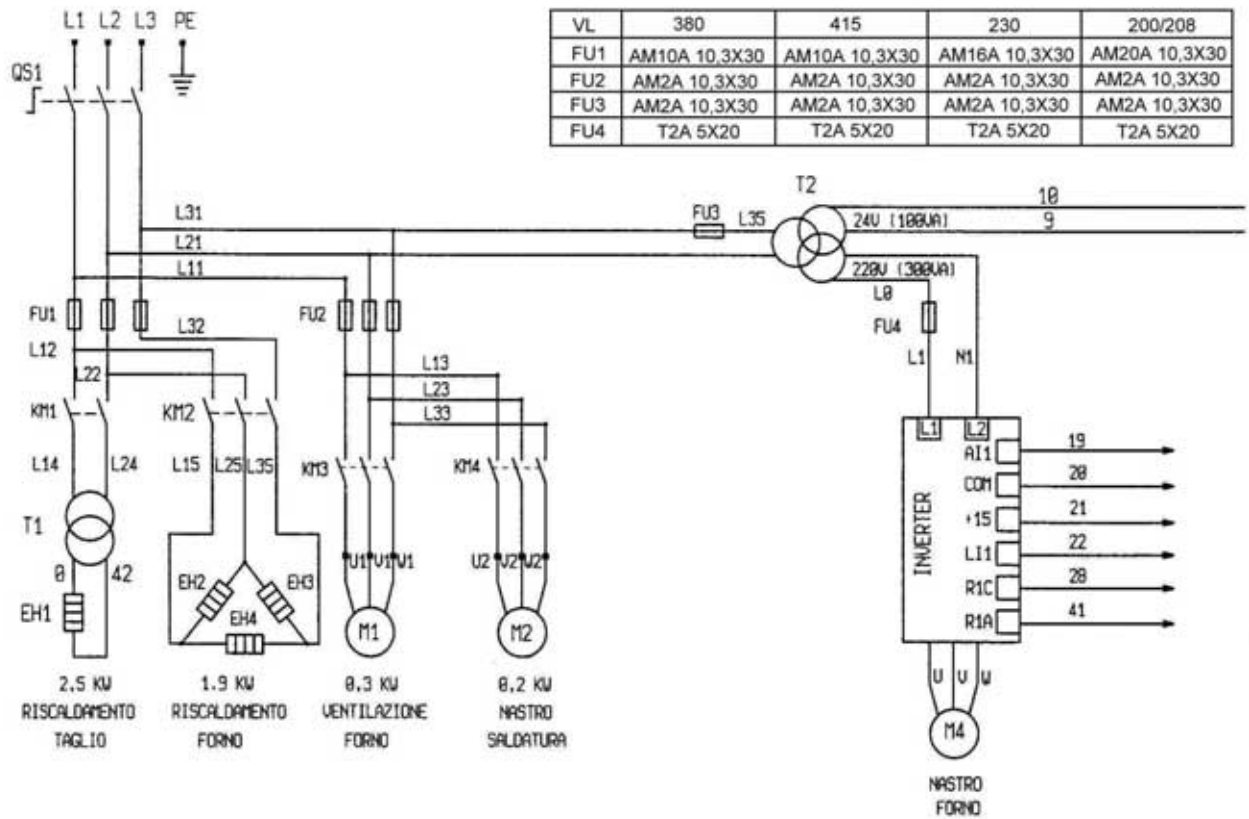 L1 L2 L3 PE
QS1
VL 380 415 230 200/208
FU1 AM10A 10,3X30 AM10A 10,3X30 AM16A 10,3X30 AM20A 10,3X30
FU2 AM2A 10,3X30 AM2A 10,3X30 AM2A 10,3X30 AM2A 10,3X30
FU3 AM2A 10,3X30 AM2A 10,3X30 AM2A 10,3X30 AM2A 10,3X30
FU4 T2A 5X20 T2A 5X20 T2A 5X20 T2A 5X20
T2
10
L31 FU3 L35 24V (100VA) 9
L21
L11 220V (300VA)
L0
FU1 FU2 FU4
L32
L12 L13 L1 N1
L22 L23
L33
KM1 KM2
L1 L2
L14 L24 L15 L25 L35 KM3 KM4
AI1 19
COM 20
T1 +15 21
INVERTER
LI1 22
0 42 U1 V1 W1 U2 V2 W2
EH2 EH3 R1C 28
EH1 EH4 M1 M2 R1A 41
2.5 KW 1.9 KW 0.3 KW 0.2 KW
U V W
RISCALDAMENTO RISCALDAMENTO VENTILAZIONE NASTRO
TAGLIO FORNO FORNO SALDATURA
M4
NASTRO
FORNO